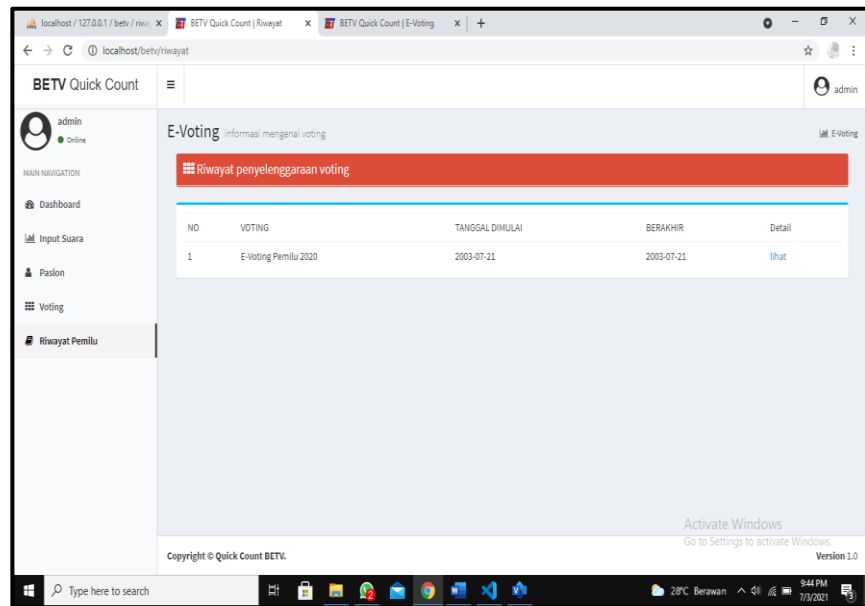 localhost / 127.0.0.1 / betv / riwa
BETV Quick Count | Riwayat
BETV Quick Count | E-Voting
localhost/betv/riwayat
BETV Quick Count
admin
admin
Online
E-Voting informasi mengenai voting
E-Voting
MAIN NAVIGATION
Riwayat penyelenggaraan voting
Dashboard
Input Suara
Paslon
Voting
Riwayat Pemilu
NO VOTING TANGGAL DIMULAI BERAKHIR Detail
1 E-Voting Pemilu 2020 2003-07-21 2003-07-21 lihat
Activate Windows
Go to Settings to activate Windows.
Copyright © Quick Count BETV.
Version 1.0
Type here to search
2
28°C Berawan
9:44 PM
7/3/2021
3